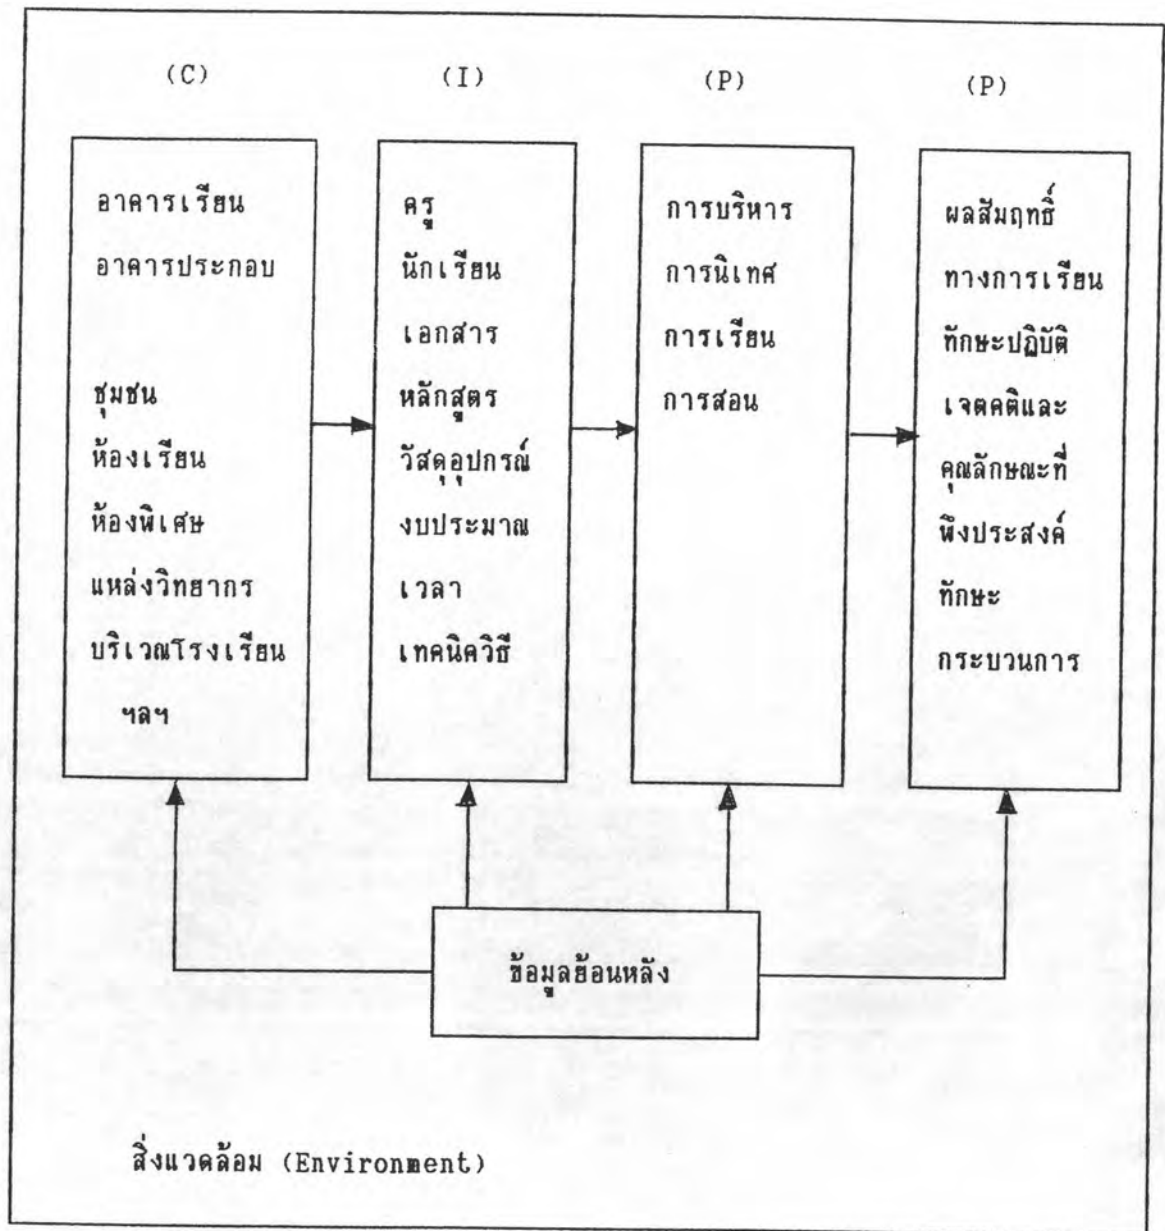 (C)
(I)
(P)
(P)
อาคารเรียน
อาคารประกอบ
ชุมชน
ห้องเรียน
ห้องพิเศษ
แหล่งวิทยากร
บริเวณโรงเรียน
ฯลฯ
ครู
นักเรียน
เอกสาร
หลักสูตร
วัสดุอุปกรณ์
งบประมาณ
เวลา
เทคนิควิธี
การบริหาร
การนิเทศ
การเรียน
การสอน
ผลสัมฤทธิ์
ทางการเรียน
ทักษะปฏิบัติ
เจตคติและ
คุณลักษณะที่
พึงประสงค์
ทักษะ
กระบวนการ
ข้อมูลย้อนหลัง
สิ่งแวดล้อม (Environment)